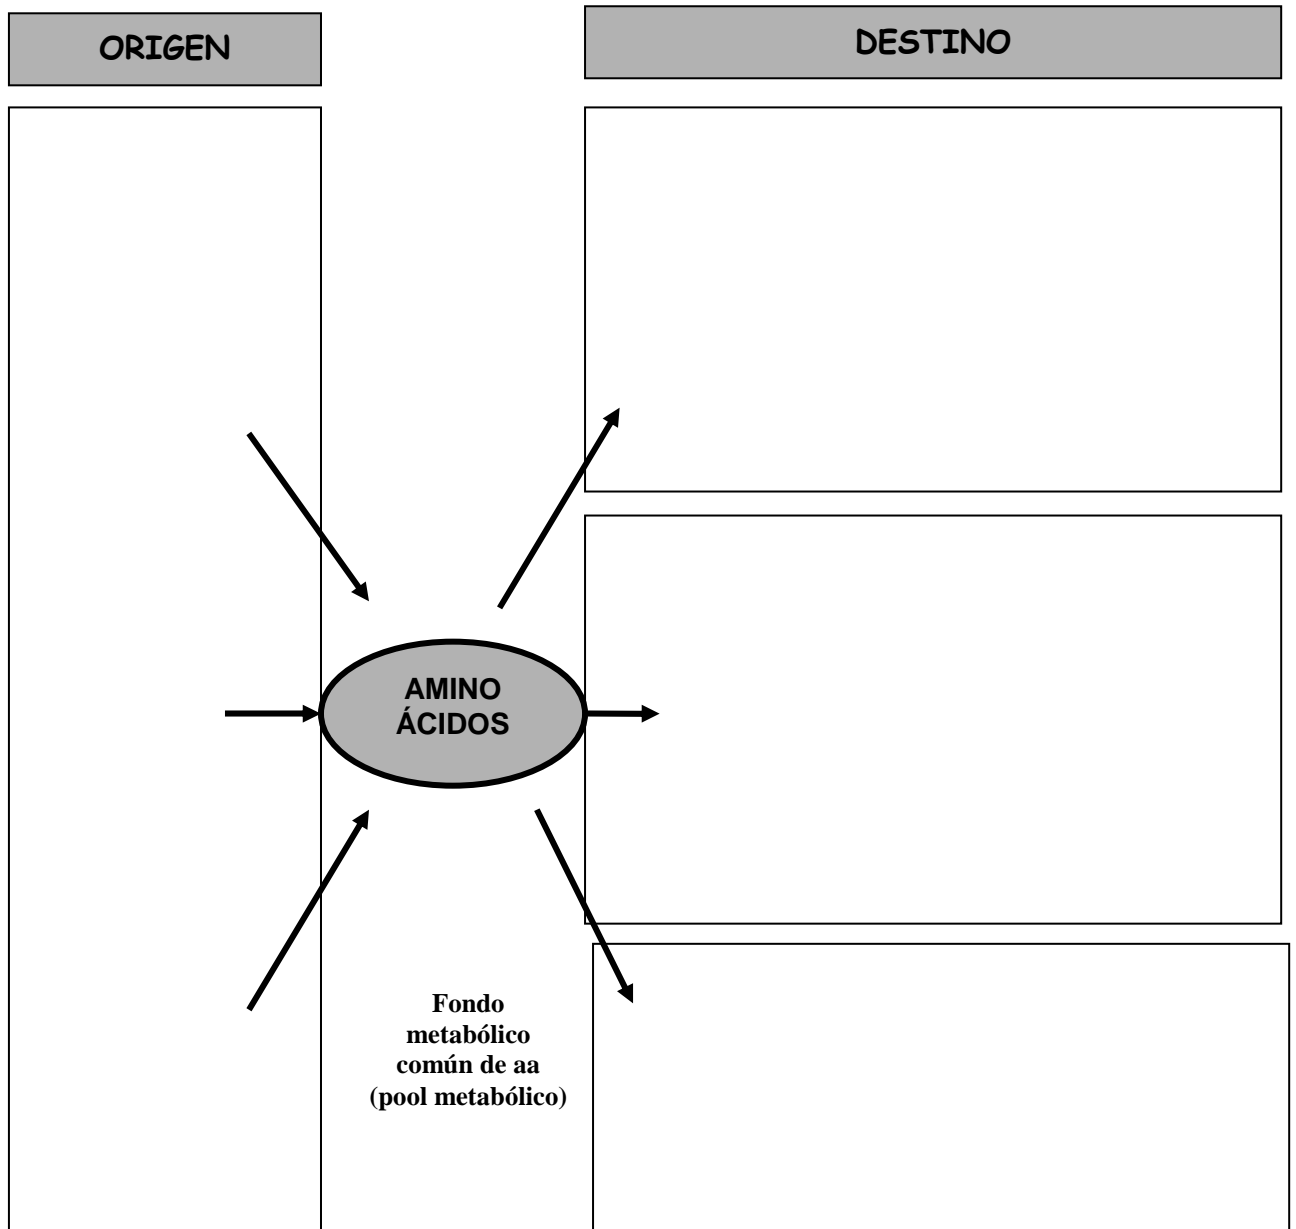 ORIGEN
DESTINO
AMINO
ÁCIDOS
Fondo
metabólico
común de aa
(pool metabólico)